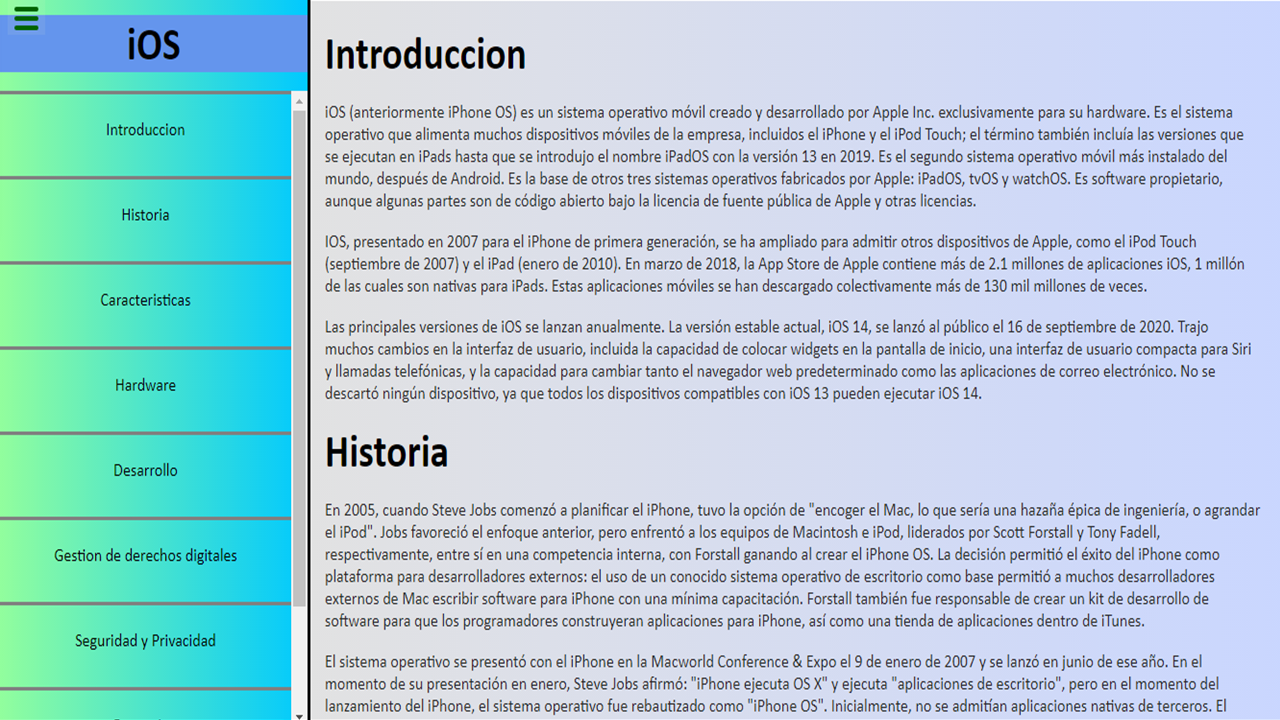 iOS
Introduccion
Historia
Caracteristicas
Hardware
Desarrollo
Gestion de derechos digitales
Seguridad y Privacidad
Introduccion
iOS (anteriormente iPhone OS) es un sistema operativo móvil creado y desarrollado por Apple Inc. exclusivamente para su hardware. Es el sistema
operativo que alimenta muchos dispositivos móviles de la empresa, incluidos el iPhone y el iPod Touch; el término también incluía las versiones que
se ejecutan en iPads hasta que se introdujo el nombre iPadOS con la versión 13 en 2019. Es el segundo sistema operativo móvil más instalado del
mundo, después de Android. Es la base de otros tres sistemas operativos fabricados por Apple: iPadOS, tvOS y watchOS. Es software propietario,
aunque algunas partes son de código abierto bajo la licencia de fuente pública de Apple y otras licencias.
IOS, presentado en 2007 para el iPhone de primera generación, se ha ampliado para admitir otros dispositivos de Apple, como el iPod Touch
(septiembre de 2007) y el iPad (enero de 2010). En marzo de 2018, la App Store de Apple contiene más de 2.1 millones de aplicaciones iOS, 1 millón
de las cuales son nativas para iPads. Estas aplicaciones móviles se han descargado colectivamente más de 130 mil millones de veces.
Las principales versiones de iOS se lanzan anualmente. La versión estable actual, iOS 14, se lanzó al público el 16 de septiembre de 2020. Trajo
muchos cambios en la interfaz de usuario, incluida la capacidad de colocar widgets en la pantalla de inicio, una interfaz de usuario compacta para Siri
y llamadas telefónicas, y la capacidad para cambiar tanto el navegador web predeterminado como las aplicaciones de correo electrónico. No se
descartó ningún dispositivo, ya que todos los dispositivos compatibles con iOS 13 pueden ejecutar iOS 14.
Historia
En 2005, cuando Steve Jobs comenzó a planificar el iPhone, tuvo la opción de "encoger el Mac, lo que sería una hazaña épica de ingeniería, o agrandar
el iPod". Jobs favoreció el enfoque anterior, pero enfrentó a los equipos de Macintosh e iPod, liderados por Scott Forstall y Tony Fadell,
respectivamente, entre sí en una competencia interna, con Forstall ganando al crear el iPhone OS. La decisión permitió el éxito del iPhone como
plataforma para desarrolladores externos: el uso de un conocido sistema operativo de escritorio como base permitió a muchos desarrolladores
externos de Mac escribir software para iPhone con una mínima capacitación. Forstall también fue responsable de crear un kit de desarrollo de
software para que los programadores construyeran aplicaciones para iPhone, así como una tienda de aplicaciones dentro de iTunes.
El sistema operativo se presentó con el iPhone en la Macworld Conference & Expo el 9 de enero de 2007 y se lanzó en junio de ese año. En el
momento de su presentación en enero, Steve Jobs afirmó: "iPhone ejecuta OS X" y ejecuta "aplicaciones de escritorio", pero en el momento del
lanzamiento del iPhone, el sistema operativo fue rebautizado como "iPhone OS". Inicialmente, no se admitían aplicaciones nativas de terceros. El